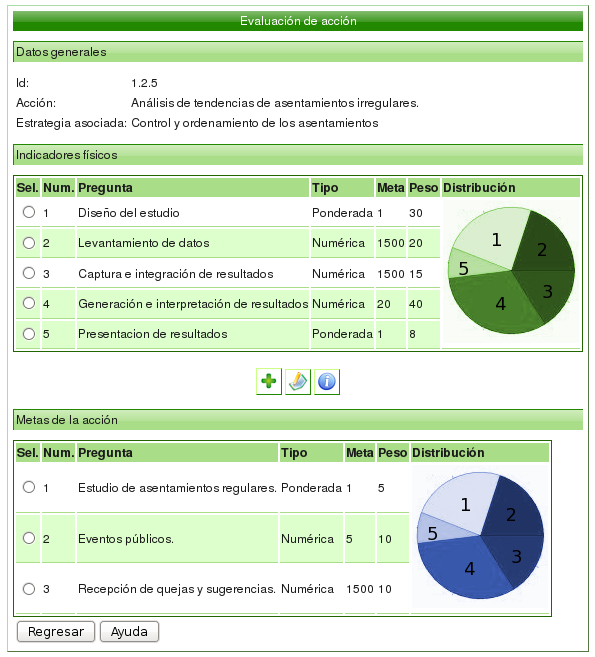 Evaluación de acción
Datos generales
Id: 1.2.5
Acción: Análisis de tendencias de asentamientos irregulares.
Estrategia asociada: Control y ordenamiento de los asentamientos
Indicadores físicos
Sel. Num. Pregunta Tipo Meta Peso Distribución
1 Diseño del estudio Ponderada 1 30
2 Levantamiento de datos Numérica 1500 20
3 Captura e integración de resultados Numérica 1500 15
4 Generación e interpretación de resultados Numérica 20 40
5 Presentacion de resultados Ponderada 1 8
1 2
5 3
4
Metas de la acción
Sel. Num. Pregunta Tipo Meta Peso Distribución
1 Estudio de asentamientos regulares. Ponderada 1 5
2 Eventos públicos. Numérica 5 10
3 Recepción de quejas y sugerencias. Numérica 1500 10
1 2
5 3
4
Regresar Ayuda